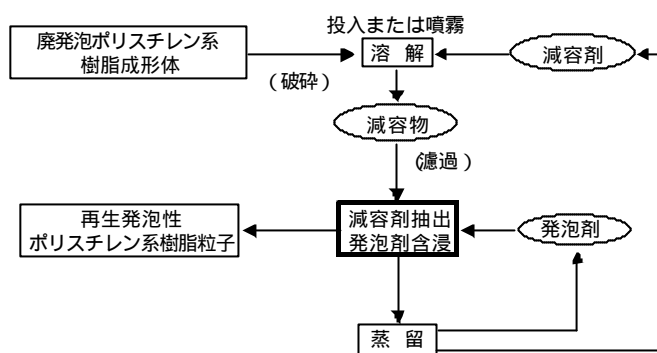 投入または噴霧
廃発泡ポリスチレン系
樹脂成形体
溶 解
減容剤
（破砕）
減容物
（濾過）
再生発泡性
ポリスチレン系樹脂粒子
減容剤抽出
発泡剤含浸
発泡剤
蒸 留